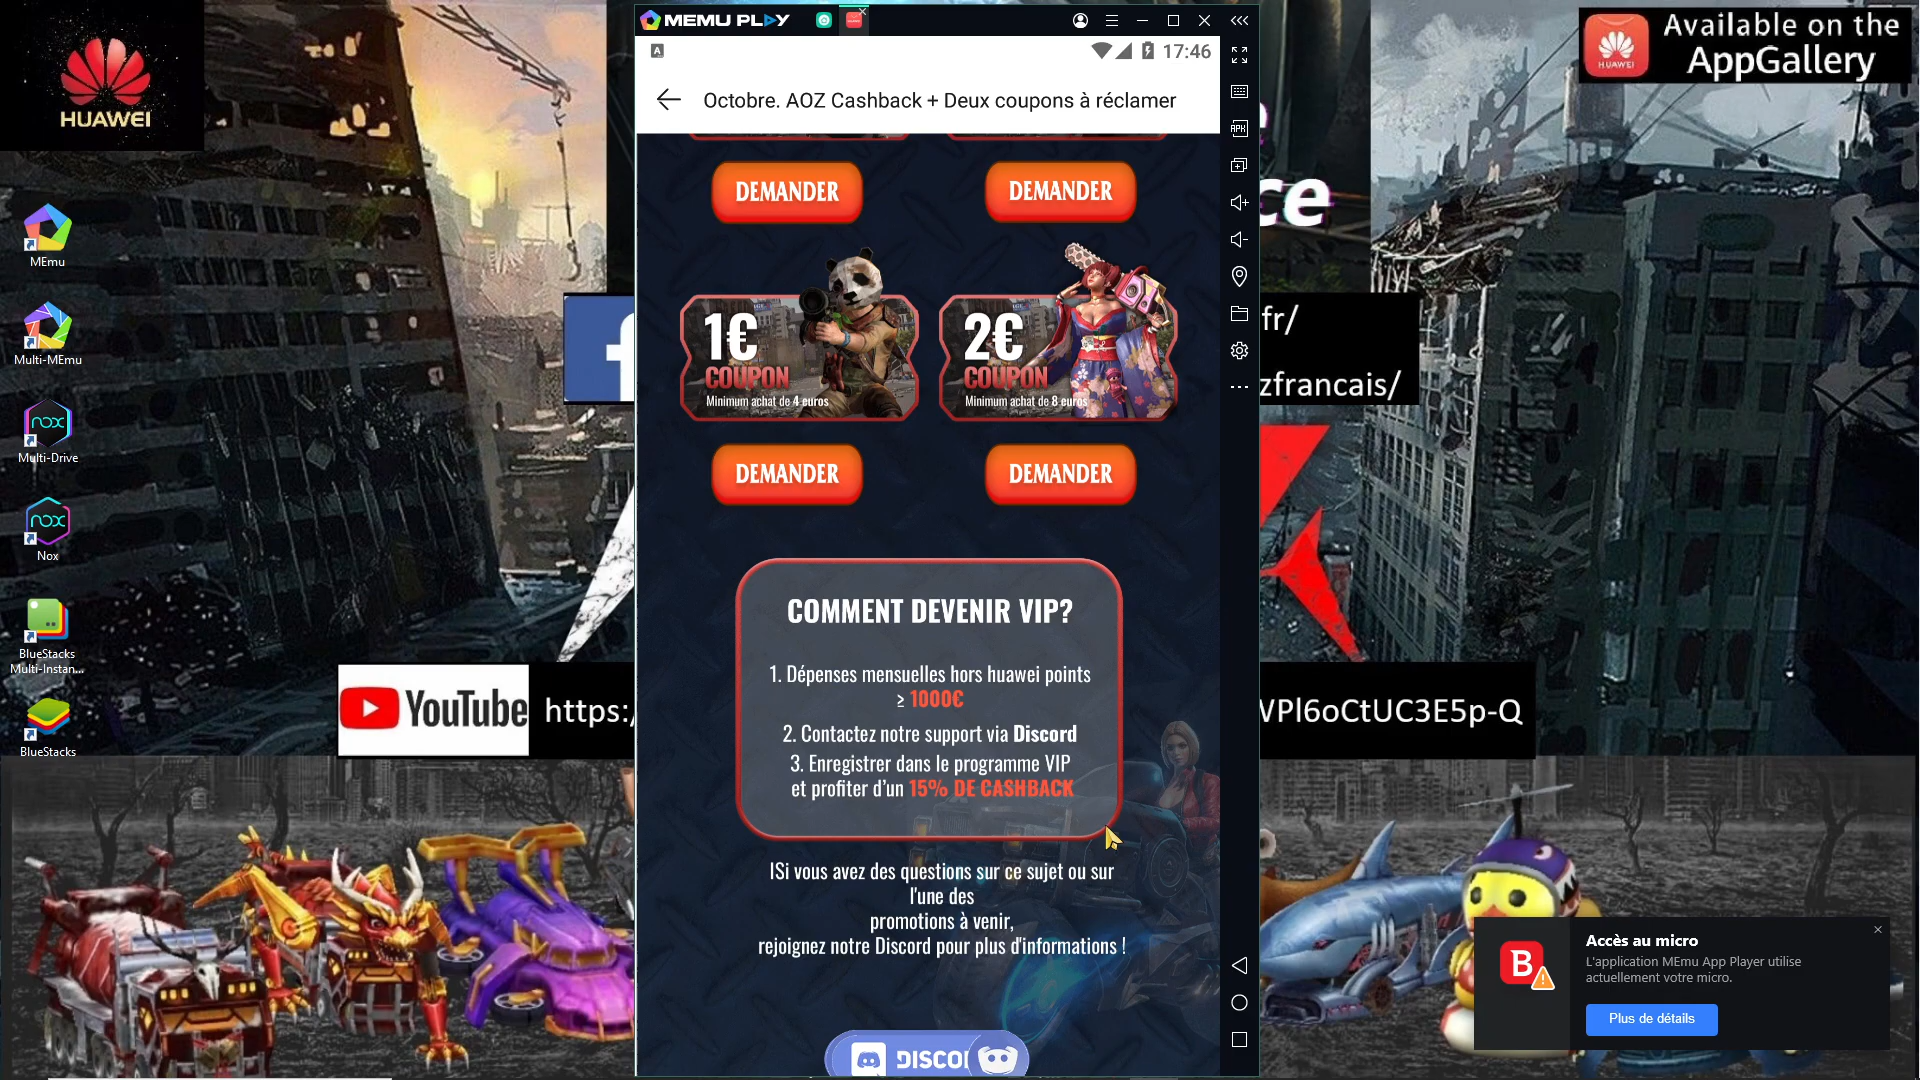 HUAWEI
MEMU PLAY
A
17:46
Octobre. AOZ Cashback + Deux coupons à réclamer
Available on the
AppGallery
HUAWEI
APK
DEMANDER
DEMANDER
ce
MEmu
Multi-MEmu
nox
Multi-Drive
nox
Nox
BlueStacks
Multi-Instan...
BlueStacks
1€
COUPON
Minimum achat de 4 euros
2€
COUPON
Minimum achat de 8 euros
fr/
zfrancais/
DEMANDER
DEMANDER
COMMENT DEVENIR VIP?
1. Dépenses mensuelles hors huawei points
≥ 1000€
2. Contactez notre support via Discord
3. Enregistrer dans le programme VIP
et profiter d'un 15% DE CASHBACK
YouTube
https:/
VPl6oCtUC3E5p-Q
ISi vous avez des questions sur ce sujet ou sur
l'une des
promotions à venir,
rejoignez notre Discord pour plus d'informations !
B
Accès au micro
L'application MEmu App Player utilise
actuellement votre micro.
Plus de détails
DISCO